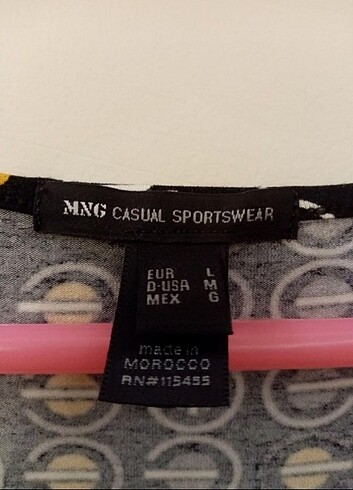 MNG CASUAL SPORTSWEAR
EUR L
D-USA M
MEX G
made in
MOROCCO
RN#115455